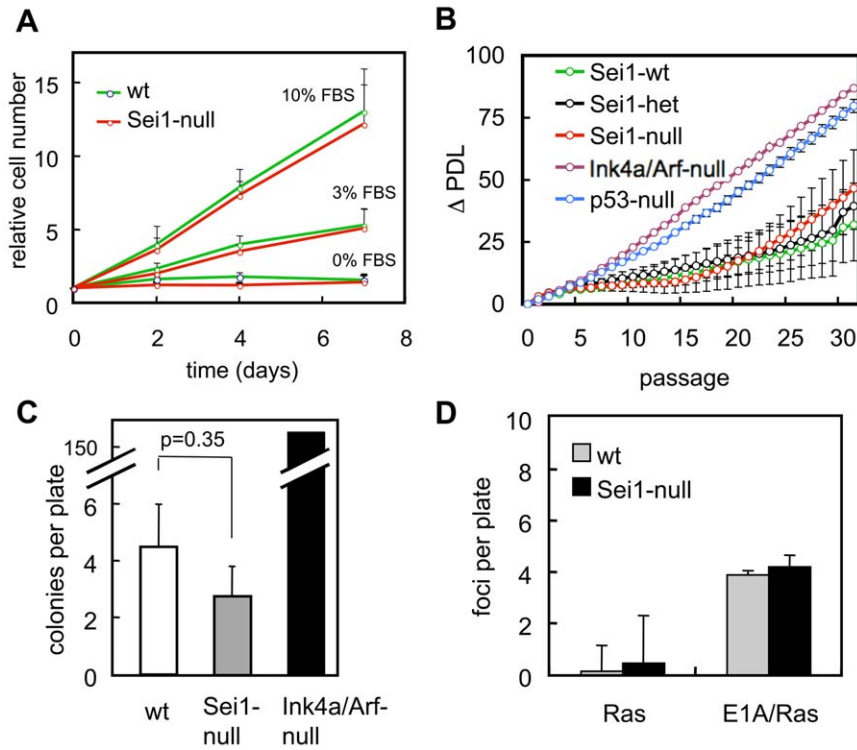 A
relative cell number
15
10
5
0
wt
Sei1-null
10% FBS
3% FBS
0% FBS
0 2 4 6 8
time (days)
B
Δ PDL
100
75
50
25
0
Sei1-wt
Sei1-het
Sei1-null
Ink4a/Arf-null
p53-null
0 5 10 15 20 25 30
passage
C
colonies per plate
150
6
4
2
0
p=0.35
wt
Sei1-
null
Ink4a/Arf-
null
D
foci per plate
10
8
6
4
2
0
wt
Sei1-null
Ras E1A/Ras